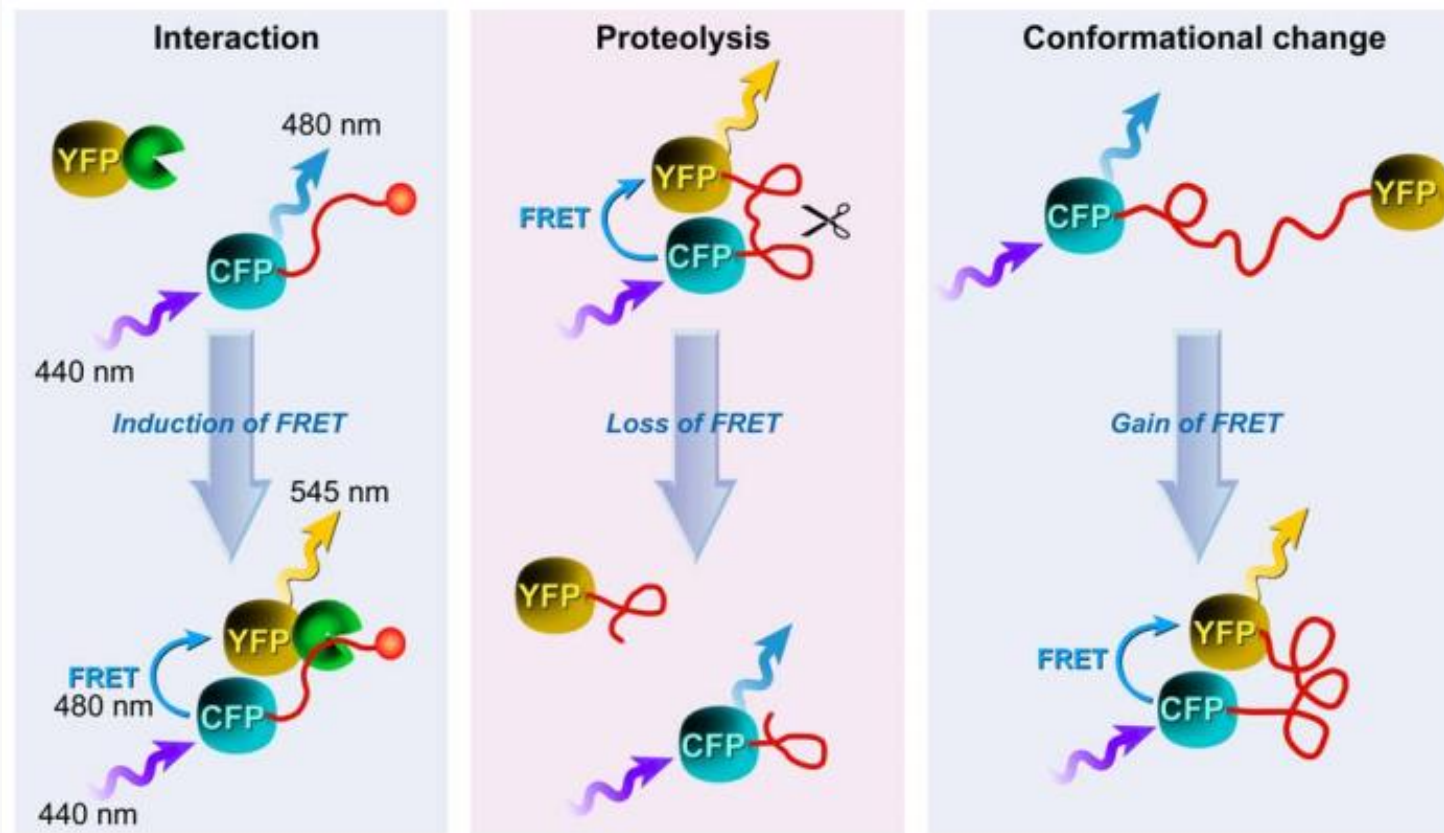 Interaction
480 nm
YFP
CFP
440 nm
Induction of FRET
545 nm
YFP
FRET
480 nm
CFP
440 nm
Proteolysis
YFP
FRET
CFP
Loss of FRET
YFP
CFP
Conformational change
YFP
CFP
Gain of FRET
YFP
FRET
CFP